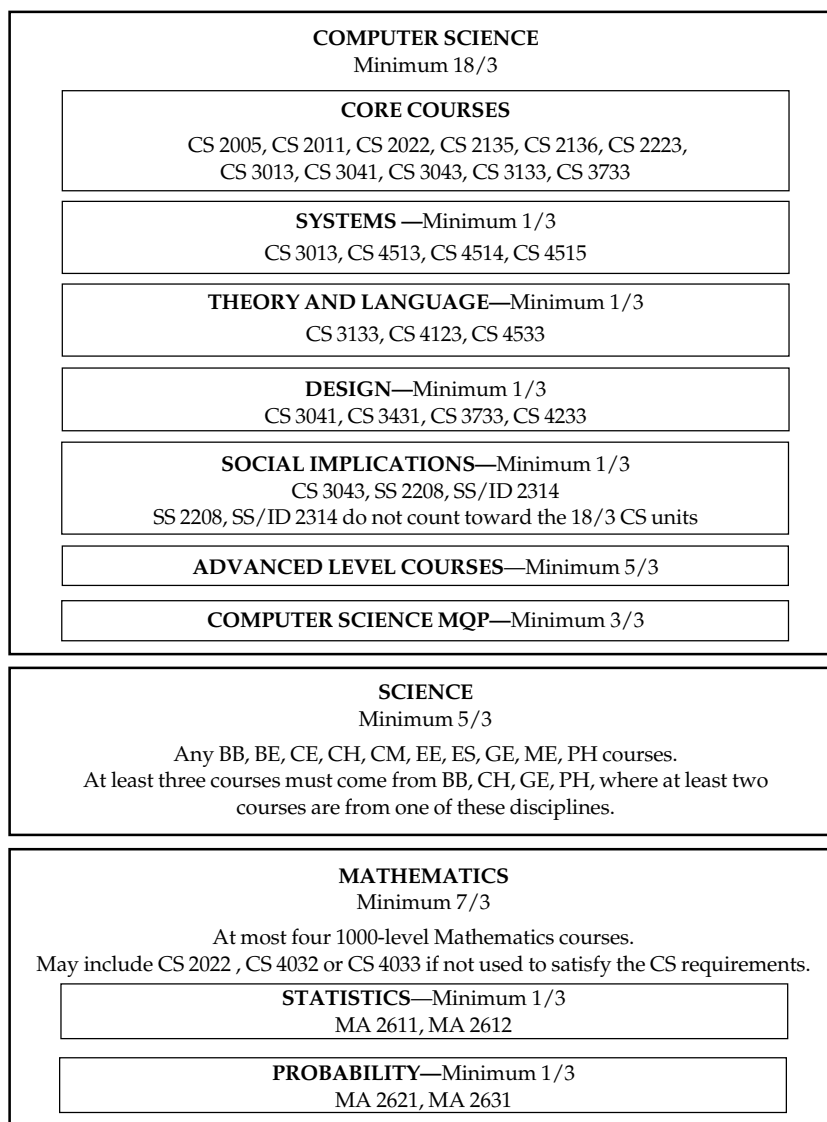 COMPUTER SCIENCE
Minimum 18/3
CORE COURSES
CS 2005, CS 2011, CS 2022, CS 2135, CS 2136, CS 2223,
CS 3013, CS 3041, CS 3043, CS 3133, CS 3733
SYSTEMS —Minimum 1/3
CS 3013, CS 4513, CS 4514, CS 4515
THEORY AND LANGUAGE—Minimum 1/3
CS 3133, CS 4123, CS 4533
DESIGN—Minimum 1/3
CS 3041, CS 3431, CS 3733, CS 4233
SOCIAL IMPLICATIONS—Minimum 1/3
CS 3043, SS 2208, SS/ID 2314
SS 2208, SS/ID 2314 do not count toward the 18/3 CS units
ADVANCED LEVEL COURSES—Minimum 5/3
COMPUTER SCIENCE MQP—Minimum 3/3
SCIENCE
Minimum 5/3
Any BB, BE, CE, CH, CM, EE, ES, GE, ME, PH courses.
At least three courses must come from BB, CH, GE, PH, where at least two
courses are from one of these disciplines.
MATHEMATICS
Minimum 7/3
At most four 1000-level Mathematics courses.
May include CS 2022 , CS 4032 or CS 4033 if not used to satisfy the CS requirements.
STATISTICS—Minimum 1/3
MA 2611, MA 2612
PROBABILITY—Minimum 1/3
MA 2621, MA 2631